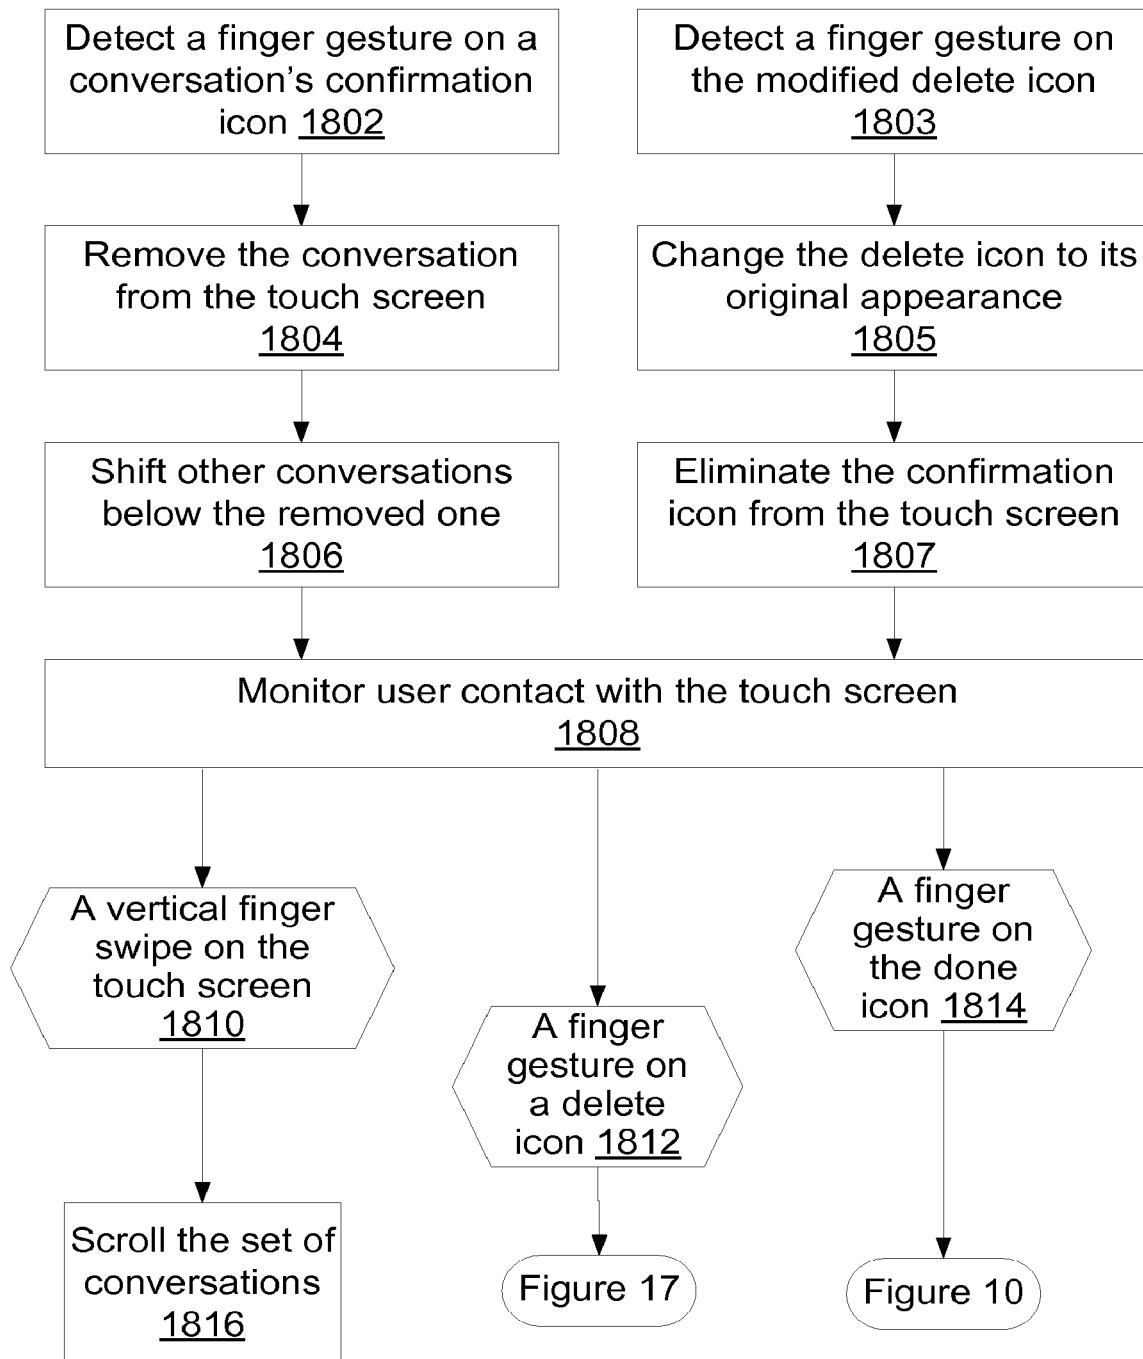 Detect a finger gesture on a
conversation's confirmation
icon 1802
Detect a finger gesture on
the modified delete icon
1803
Remove the conversation
from the touch screen
1804
Change the delete icon to its
original appearance
1805
Shift other conversations
below the removed one
1806
Eliminate the confirmation
icon from the touch screen
1807
Monitor user contact with the touch screen
1808
A vertical finger
swipe on the
touch screen
1810
A finger
gesture on
a delete
icon 1812
A finger
gesture on
the done
icon 1814
Scroll the set of
conversations
1816
Figure 17
Figure 10